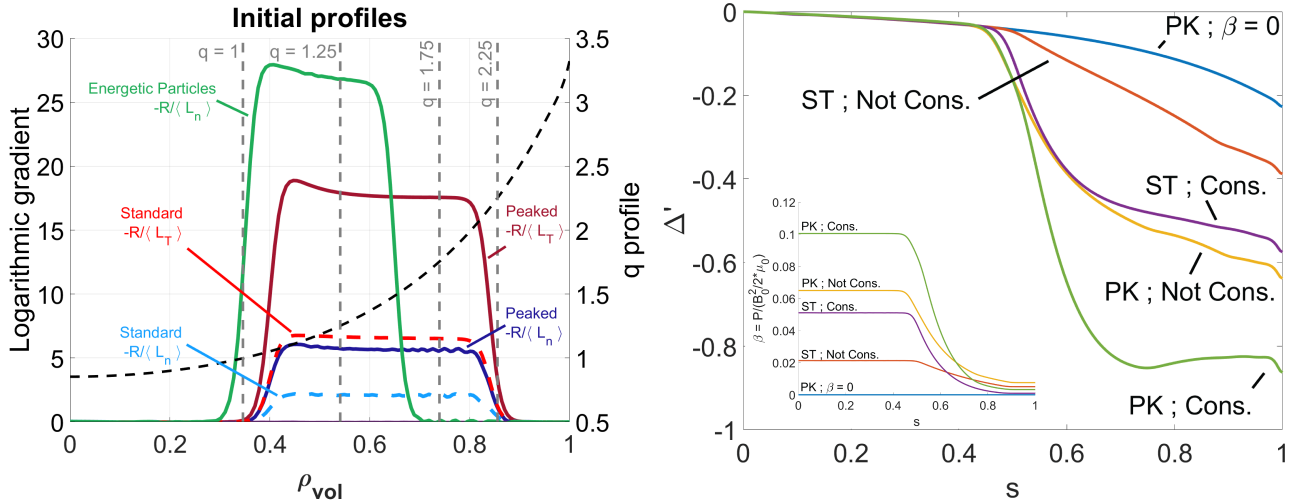 Initial profiles
30
25
20
15
10
5
0
Logarithmic gradient
3.5
3
2.5
2
1.5
1
0.5
q profile
q = 1
q = 1.25
q = 1.75
q = 2.25
Energetic Particles
-R/⟨ L_n ⟩
Standard
-R/⟨ L_T ⟩
Peaked
-R/⟨ L_T ⟩
Standard
-R/⟨ L_n ⟩
Peaked
-R/⟨ L_n ⟩
0 0.2 0.4 0.6 0.8 1
ρ_vol
0
-0.2
-0.4
-0.6
-0.8
-1
Δ'
PK ; β = 0
ST ; Not Cons.
ST ; Cons.
PK ; Not Cons.
PK ; Cons.
0.12
0.1
0.08
0.06
0.04
0.02
0
β = P/(B_0^2/2* μ_0)
PK ; Cons.
PK ; Not Cons.
ST ; Cons.
ST ; Not Cons.
PK ; β = 0
0 0.2 0.4 0.6 0.8 1
s
0 0.2 0.4 0.6 0.8 1
s